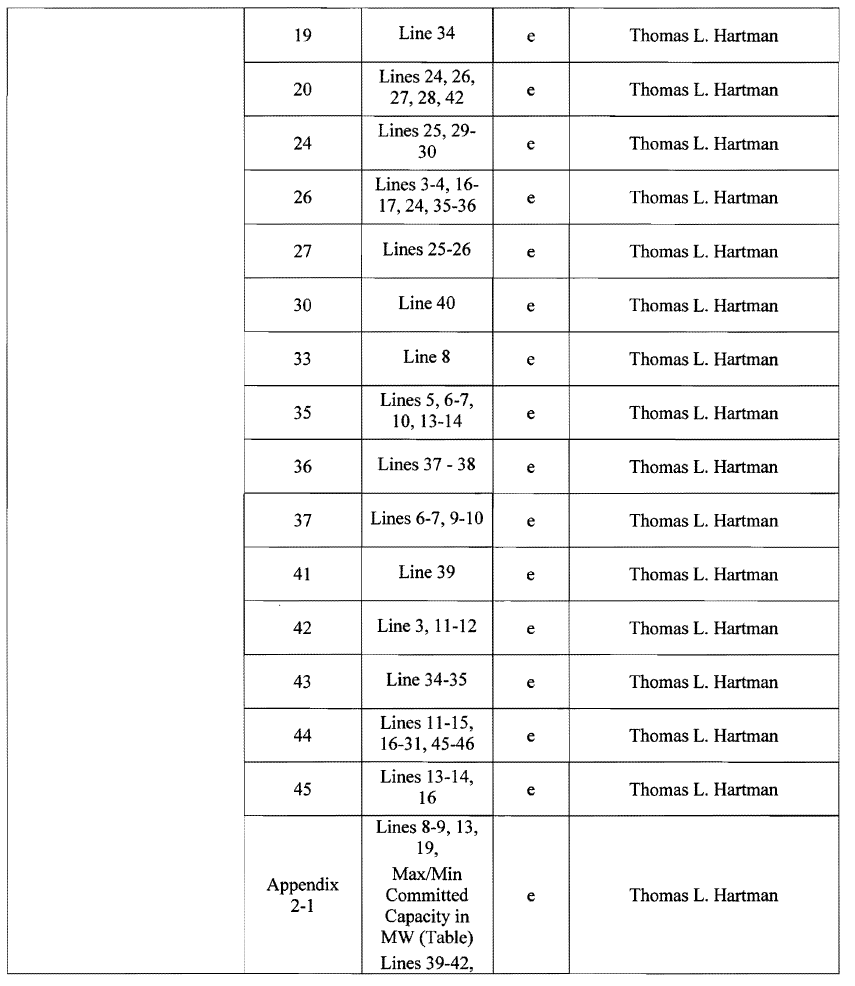 19 Line 34 e Thomas L. Hartman
20 Lines 24, 26, 27, 28, 42 e Thomas L. Hartman
24 Lines 25, 29-30 e Thomas L. Hartman
26 Lines 3-4, 16-17, 24, 35-36 e Thomas L. Hartman
27 Lines 25-26 e Thomas L. Hartman
30 Line 40 e Thomas L. Hartman
33 Line 8 e Thomas L. Hartman
35 Lines 5, 6-7, 10, 13-14 e Thomas L. Hartman
36 Lines 37 - 38 e Thomas L. Hartman
37 Lines 6-7, 9-10 e Thomas L. Hartman
41 Line 39 e Thomas L. Hartman
42 Line 3, 11-12 e Thomas L. Hartman
43 Line 34-35 e Thomas L. Hartman
44 Lines 11-15, 16-31, 45-46 e Thomas L. Hartman
45 Lines 13-14, 16 e Thomas L. Hartman
Appendix 2-1
Lines 8-9, 13,
19,
Max/Min
Committed
Capacity in
MW (Table)
Lines 39-42,
e Thomas L. Hartman